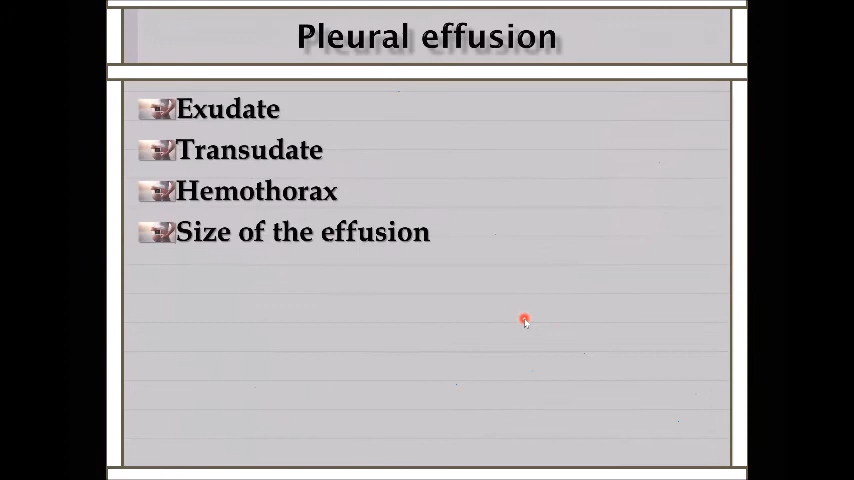 Pleural effusion
Exudate
Transudate
Hemothorax
Size of the effusion